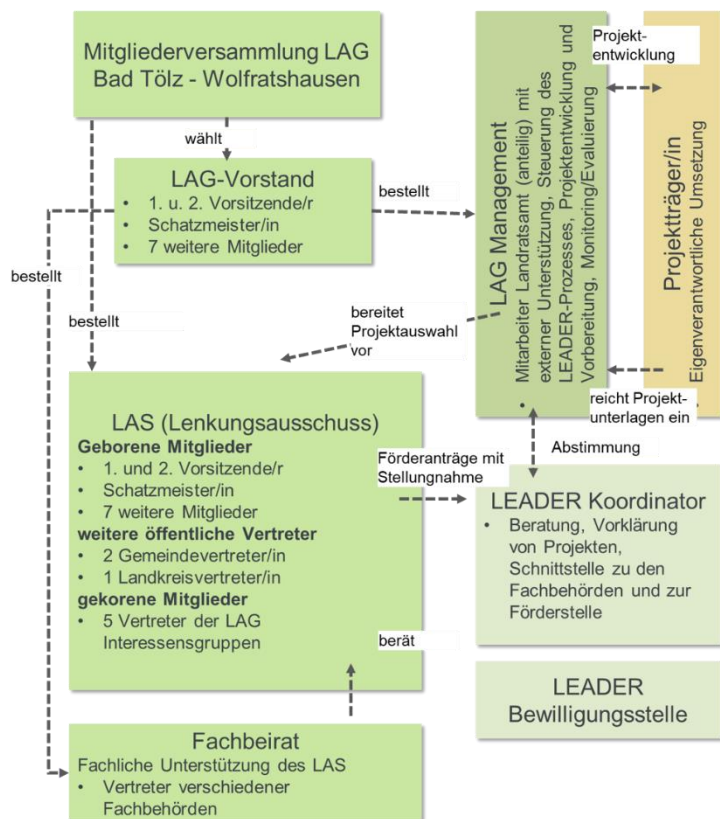 Mitgliederversammlung LAG
Bad Tölz - Wolfratshausen
wählt
LAG-Vorstand
• 1. u. 2. Vorsitzende/r
• Schatzmeister/in
• 7 weitere Mitglieder
bestellt
bestellt
bestellt
LAG Management
• Mitarbeiter Landratsamt (anteilig) mit
externer Unterstützung, Steuerung des
LEADER-Prozesses, Projektentwicklung und
Vorbereitung, Monitoring/Evaluierung
Projekt-
entwicklung
Projektträger/in
• Eigenverantwortliche Umsetzung
bereitet
Projektauswahl
vor
reicht Projekt-
unterlagen ein
LAS (Lenkungsausschuss)
Geborene Mitglieder
• 1. und 2. Vorsitzende/r
• Schatzmeister/in
• 7 weitere Mitglieder
weitere öffentliche Vertreter
• 2 Gemeindevertreter/in
• 1 Landkreisvertreter/in
gekorene Mitglieder
• 5 Vertreter der LAG
Interessensgruppen
Förderanträge mit
Stellungnahme
Abstimmung
LEADER Koordinator
• Beratung, Vorklärung
von Projekten,
Schnittstelle zu den
Fachbehörden und zur
Förderstelle
berät
LEADER
Bewilligungsstelle
Fachbeirat
Fachliche Unterstützung des LAS
• Vertreter verschiedener
Fachbehörden